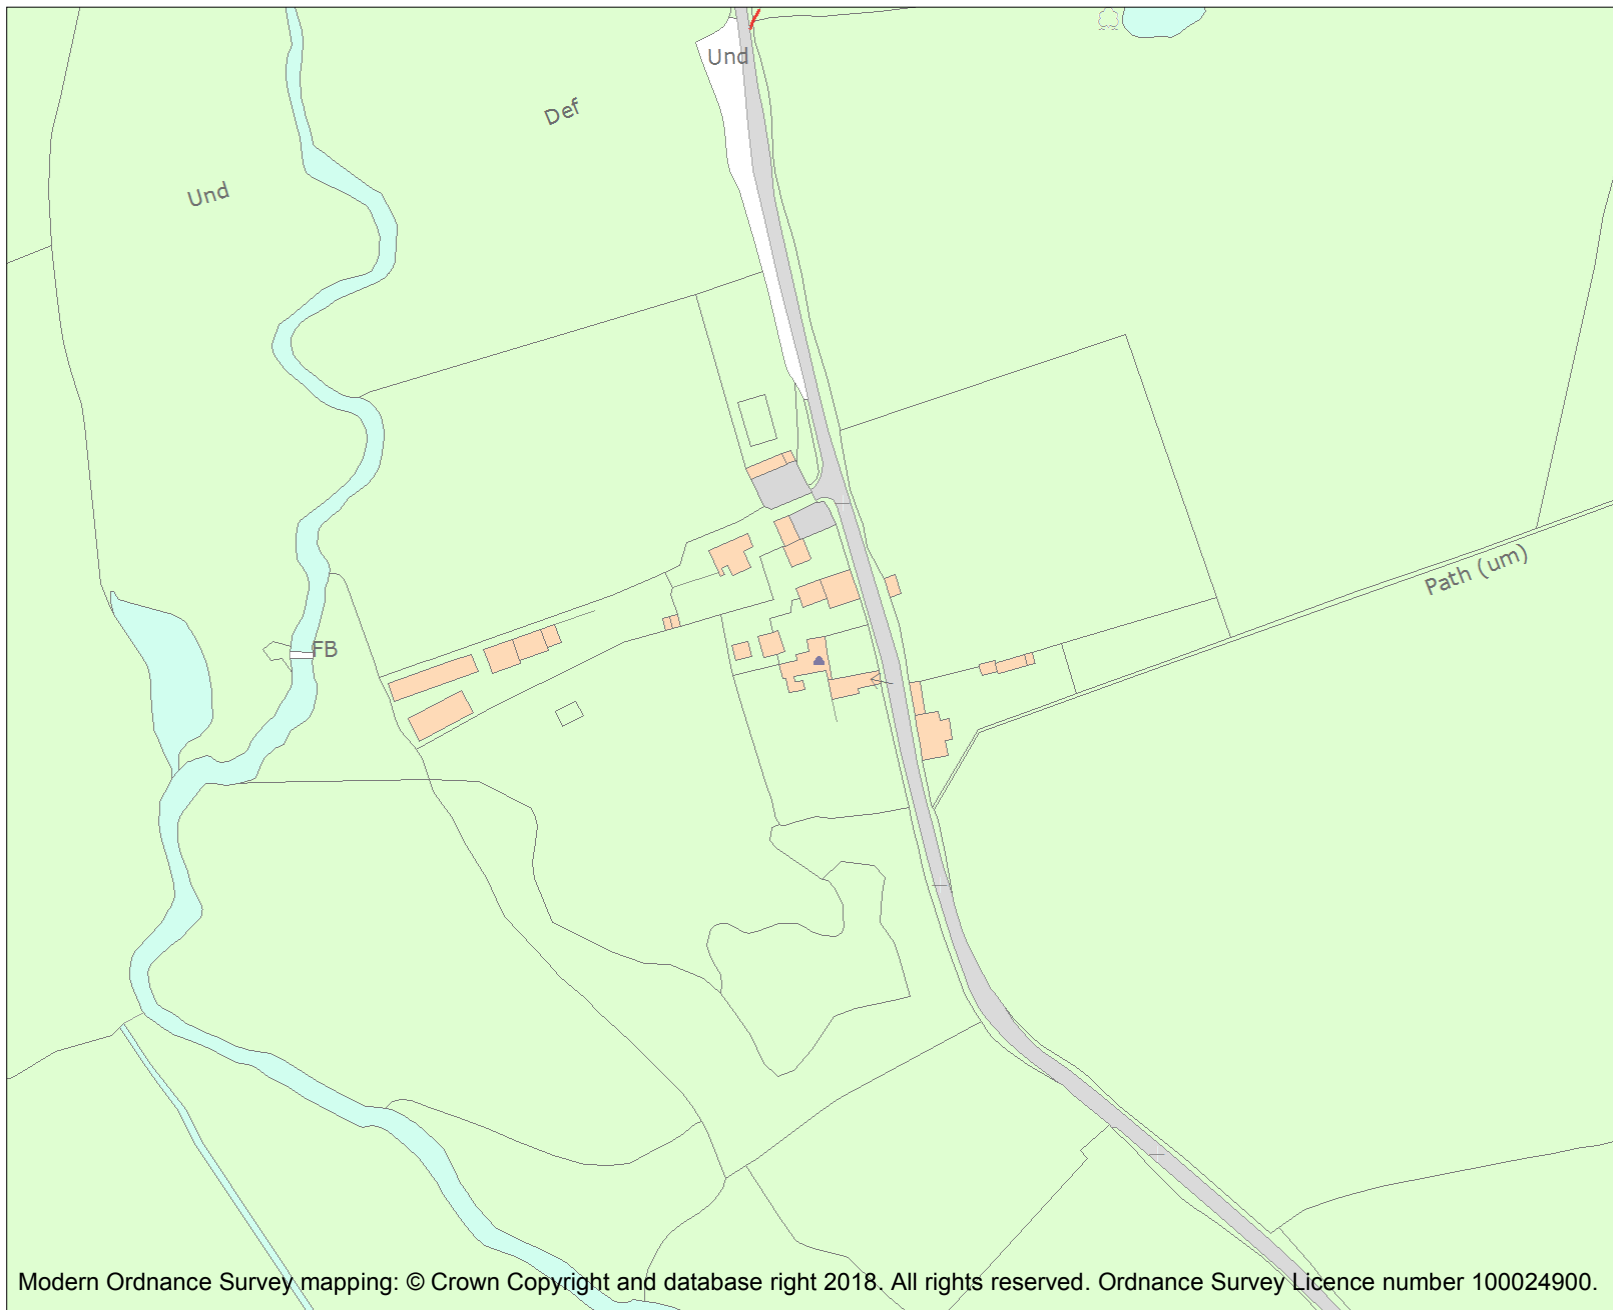 Und
Def
Und
Path (um)
FB
Modern Ordnance Survey mapping: © Crown Copyright and database right 2018. All rights reserved. Ordnance Survey Licence number 100024900.